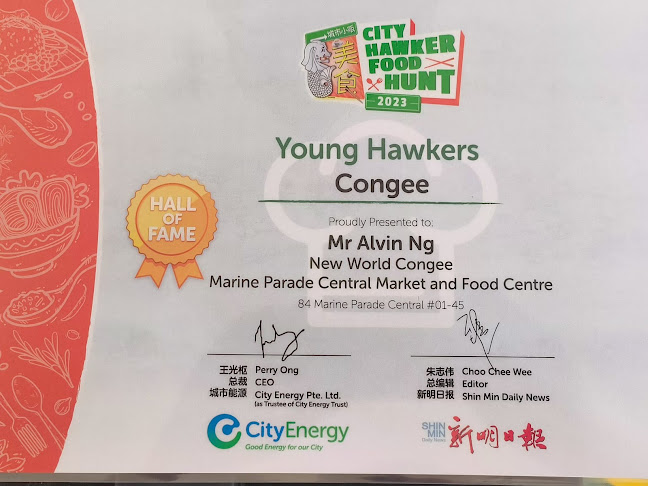 城市小贩
美食
CITY
HAWKER
FOOD
HUNT
2023
Young Hawkers
Congee
HALL
OF
FAME
Proudly Presented to:
Mr Alvin Ng
New World Congee
Marine Parade Central Market and Food Centre
84 Marine Parade Central #01-45
王光枢 Perry Ong
总裁 CEO
城市能源 City Energy Pte. Ltd.
(as Trustee of City Energy Trust)
朱志伟 Choo Chee Wee
总编辑 Editor
新明日报 Shin Min Daily News
CityEnergy
Good Energy for our City
SHIN
MIN
Daily News
新明日報